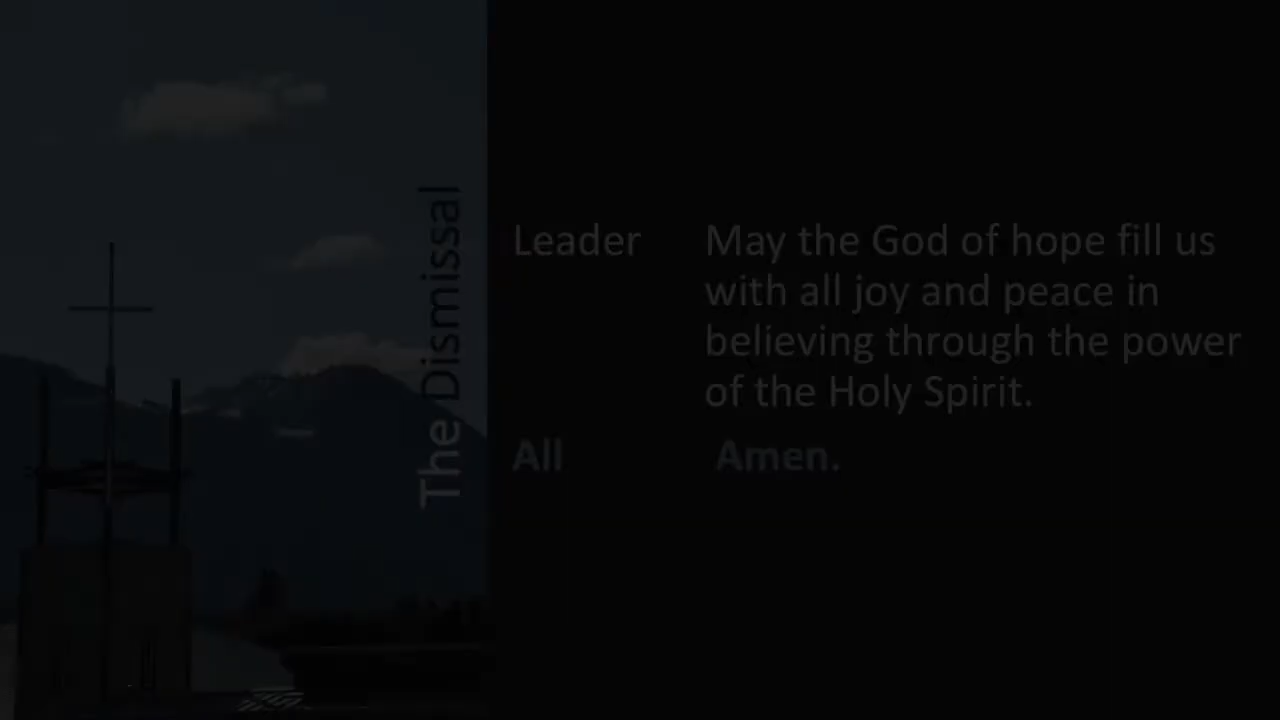 The Dismissal
Leader May the God of hope fill us
with all joy and peace in
believing through the power
of the Holy Spirit.
All Amen.